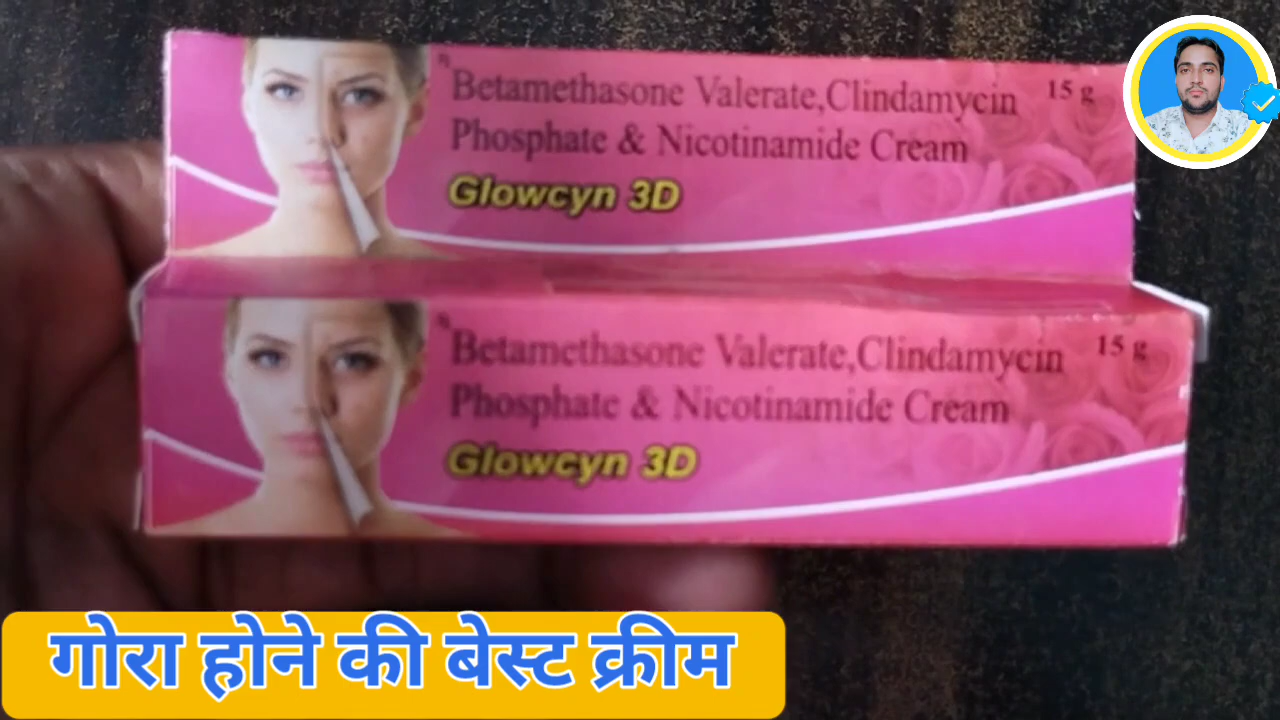 Betamethasone Valerate,Clindamycin 15 g
Phosphate & Nicotinamide Cream
Glowcyn 3D
Betamethasone Valerate,Clindamycin 15 g
Phosphate & Nicotinamide Cream
Glowcyn 3D
गोरा होने की बेस्ट क्रीम